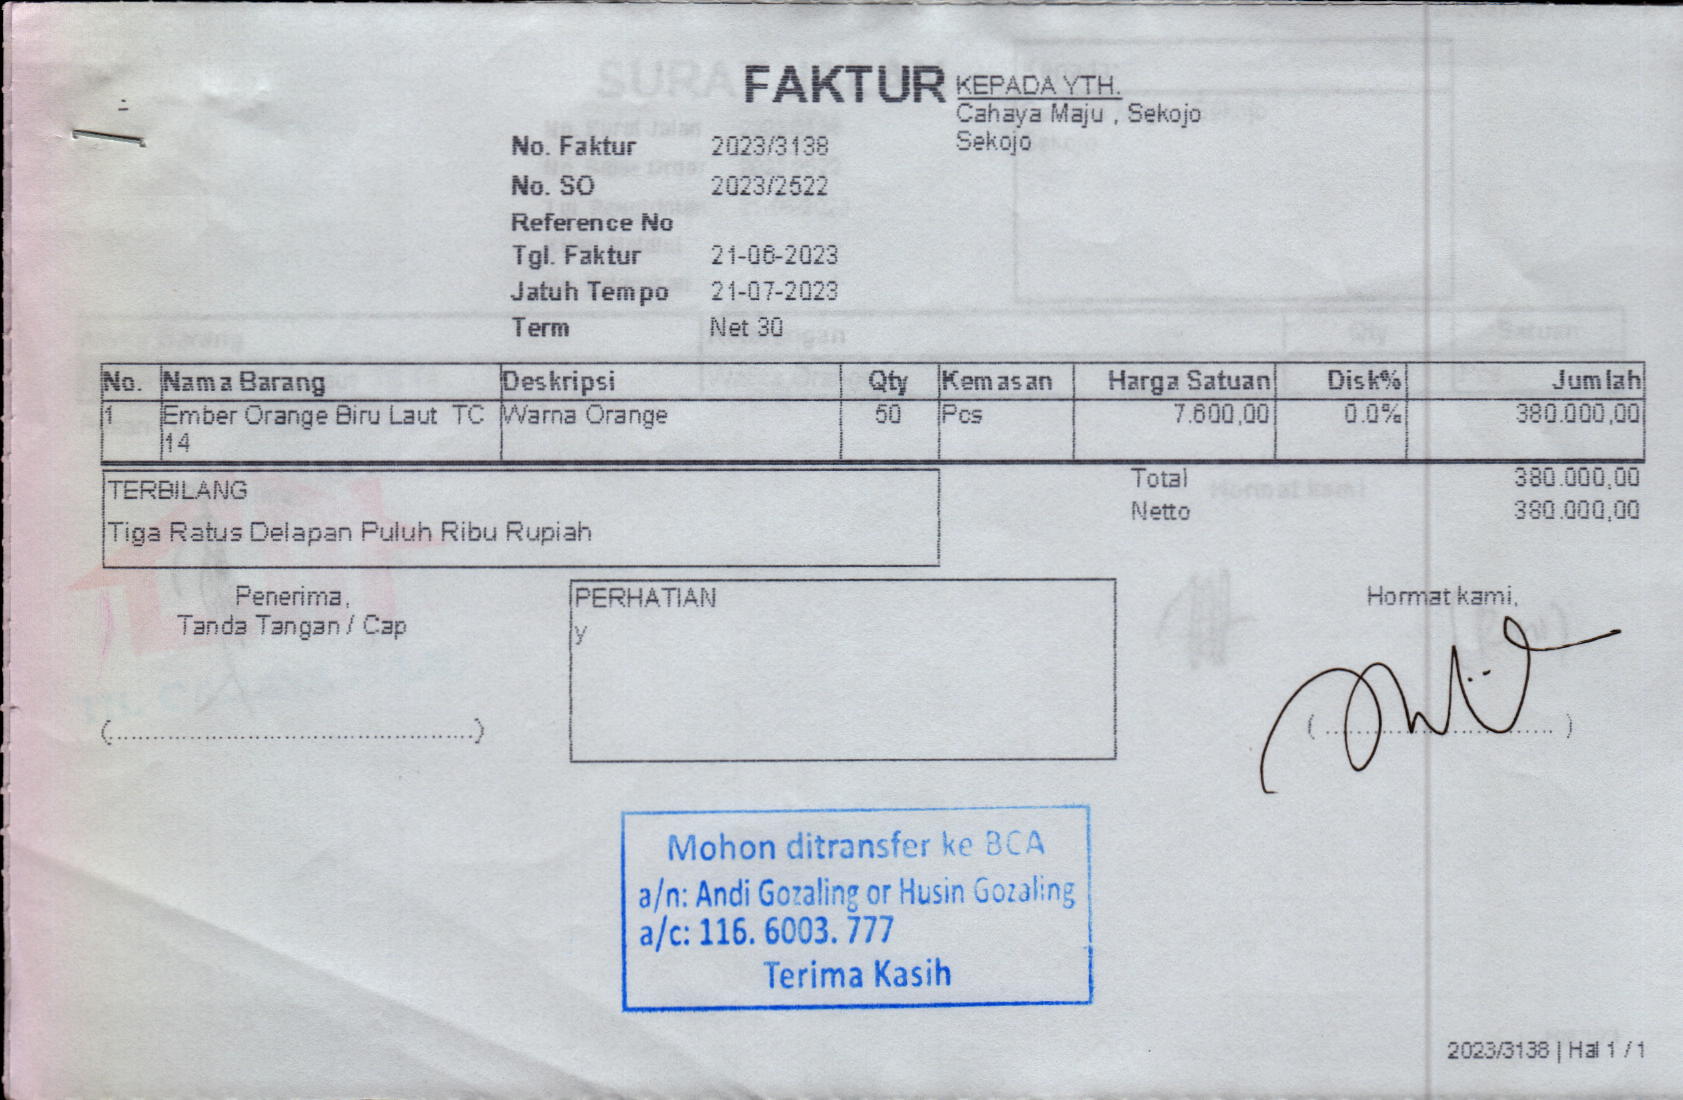 FAKTUR
KEPADA YTH.
Cahaya Maju , Sekojo
Sekojo
No. Faktur 2023/3138
No. SO 2023/2522
Reference No
Tgl. Faktur 21-06-2023
Jatuh Tempo 21-07-2023
Term Net 30
No. Nama Barang Deskripsi Qty Kemasan Harga Satuan Disk% Jumlah
1 Ember Orange Biru Laut TC Warna Orange 50 Pcs 7.600,00 0.0% 380.000,00
14
TERBILANG
Tiga Ratus Delapan Puluh Ribu Rupiah
Total 380.000,00
Netto 380.000,00
Penerima,
Tanda Tangan / Cap
(..............................................)
PERHATIAN
y
Hormat kami,
( ............................. )
Mohon ditransfer ke BCA
a/n: Andi Gozaling or Husin Gozaling
a/c: 116. 6003. 777
Terima Kasih
2023/3138 | Hal 1 / 1